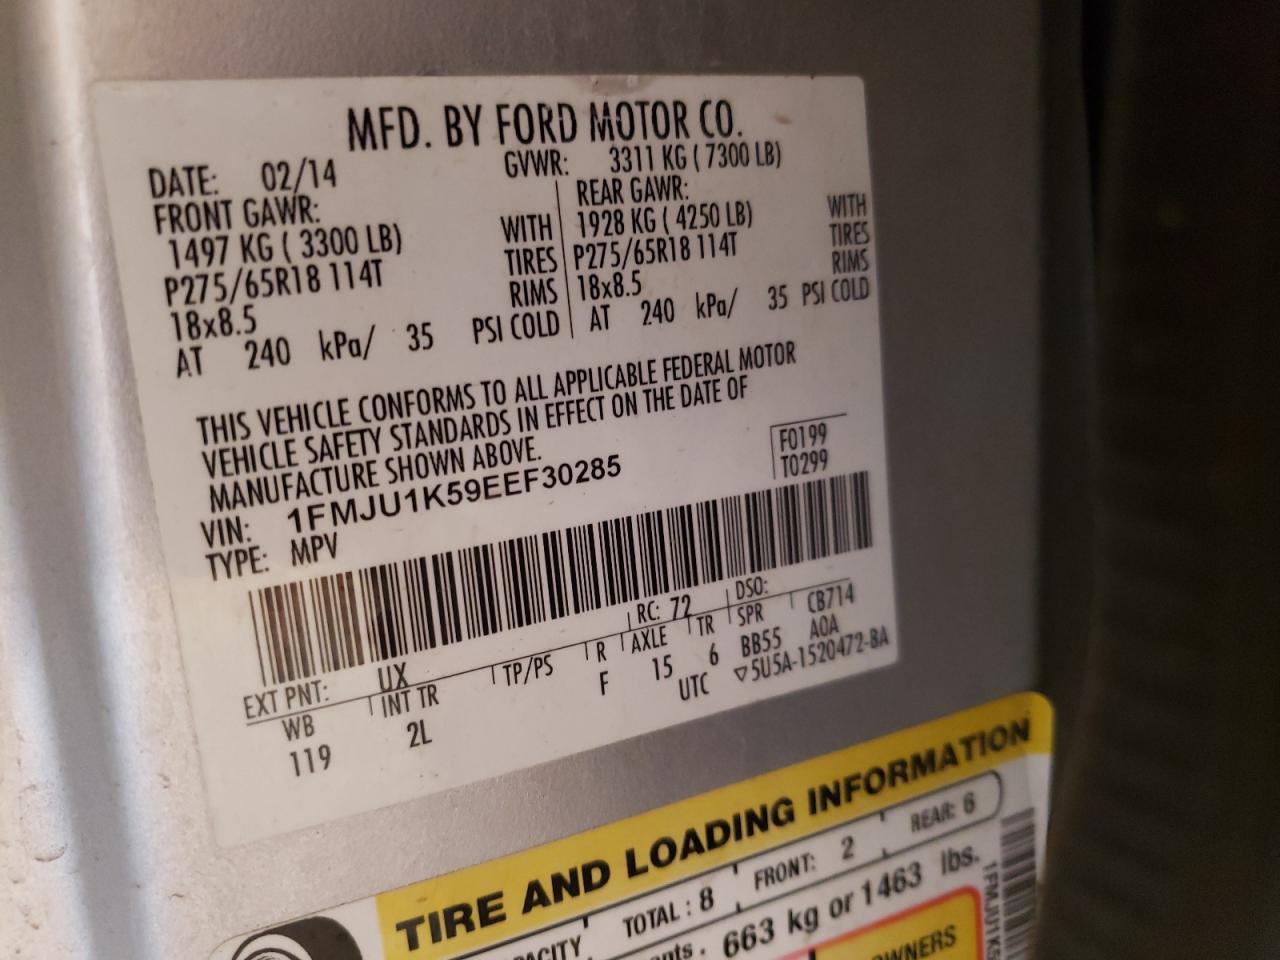 MFD. BY FORD MOTOR CO.
DATE: 02/14 GVWR: 3311 KG ( 7300 LB)
FRONT GAWR: REAR GAWR:
1497 KG ( 3300 LB) WITH 1928 KG ( 4250 LB) WITH
P275/65R18 114T TIRES P275/65R18 114T TIRES
18x8.5 RIMS 18x8.5 RIMS
AT 240 kPa/ 35 PSI COLD AT 240 kPa/ 35 PSI COLD
THIS VEHICLE CONFORMS TO ALL APPLICABLE FEDERAL MOTOR
VEHICLE SAFETY STANDARDS IN EFFECT ON THE DATE OF
MANUFACTURE SHOWN ABOVE.
F0199
T0299
VIN: 1FMJU1K59EEF30285
TYPE: MPV
EXT PNT: UX RC: 72 DSO:
WB INT TR TP/PS R AXLE TR SPR CB714
119 2L F 15 6 BB55 AOA
UTC ▽5U5A-1520472-BA
TIRE AND LOADING INFORMATION
TOTAL : 8 FRONT: 2 REAR: 6
663 kg or 1463 lbs.